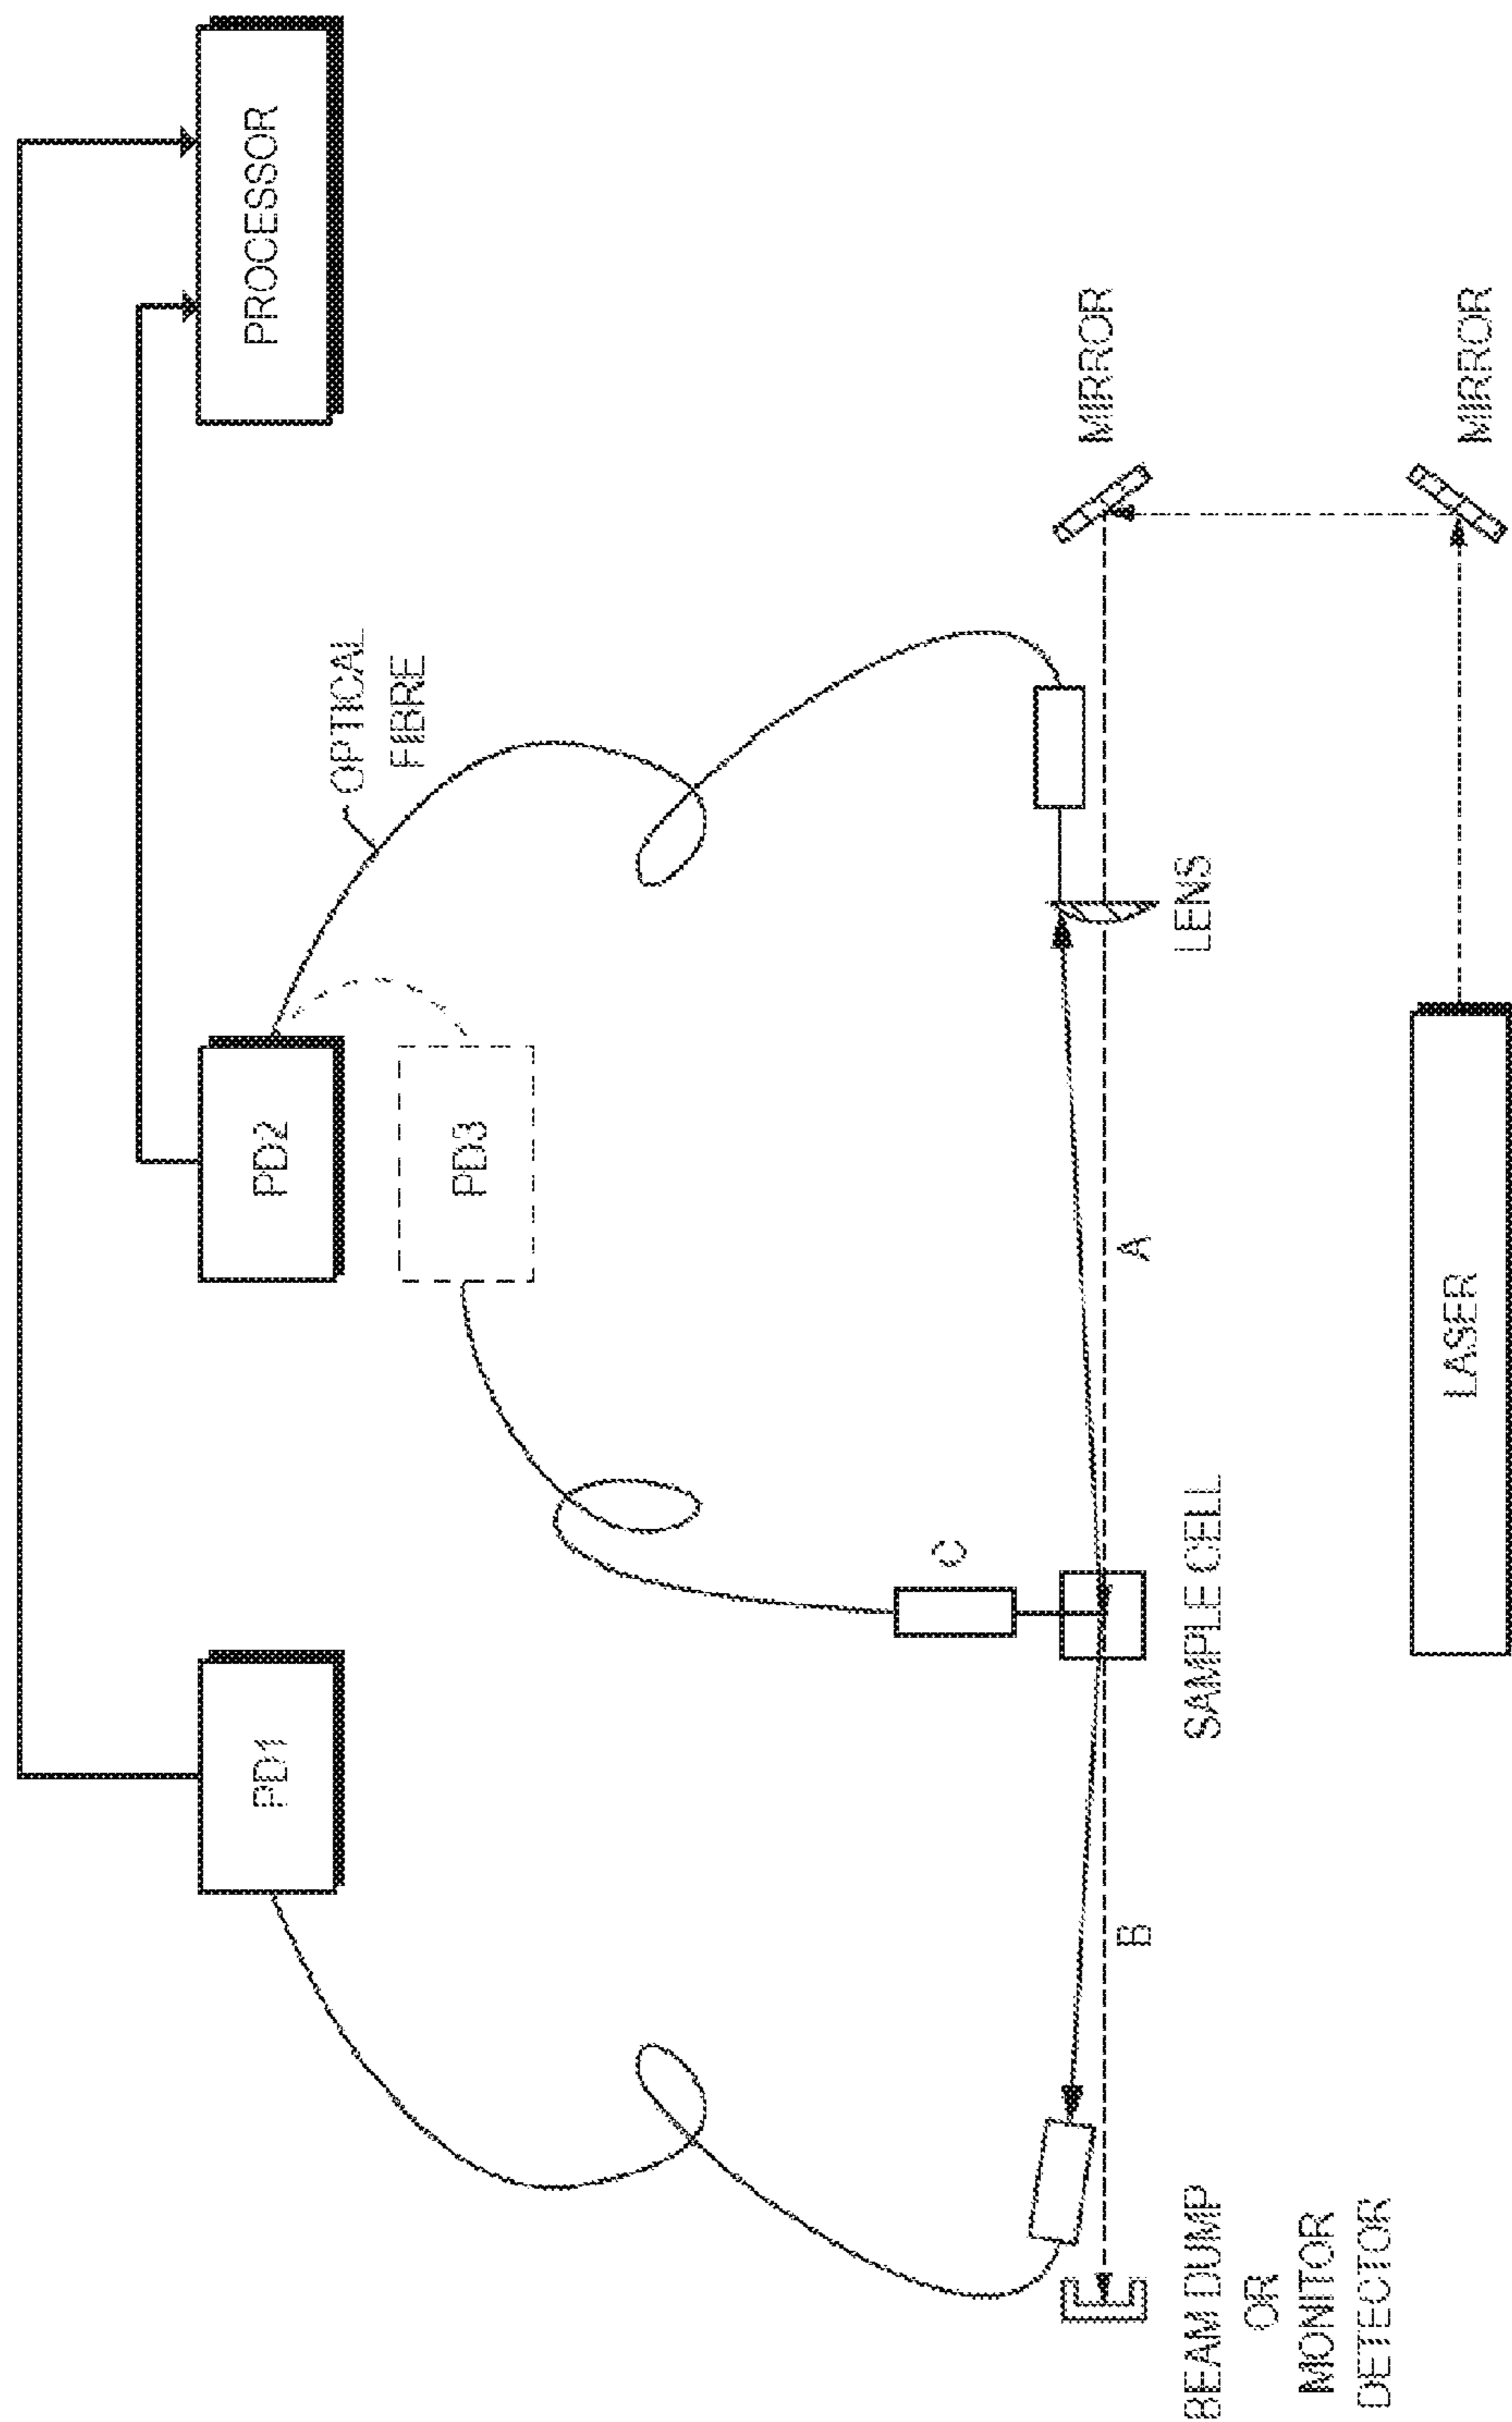 PROCESSOR
PD1
PD2
PD3
OPTICAL
FIBRE
C
B
A
LENS
MIRROR
SAMPLE CELL
BEAM DUMP
OR
MONITOR
DETECTOR
LASER
MIRROR